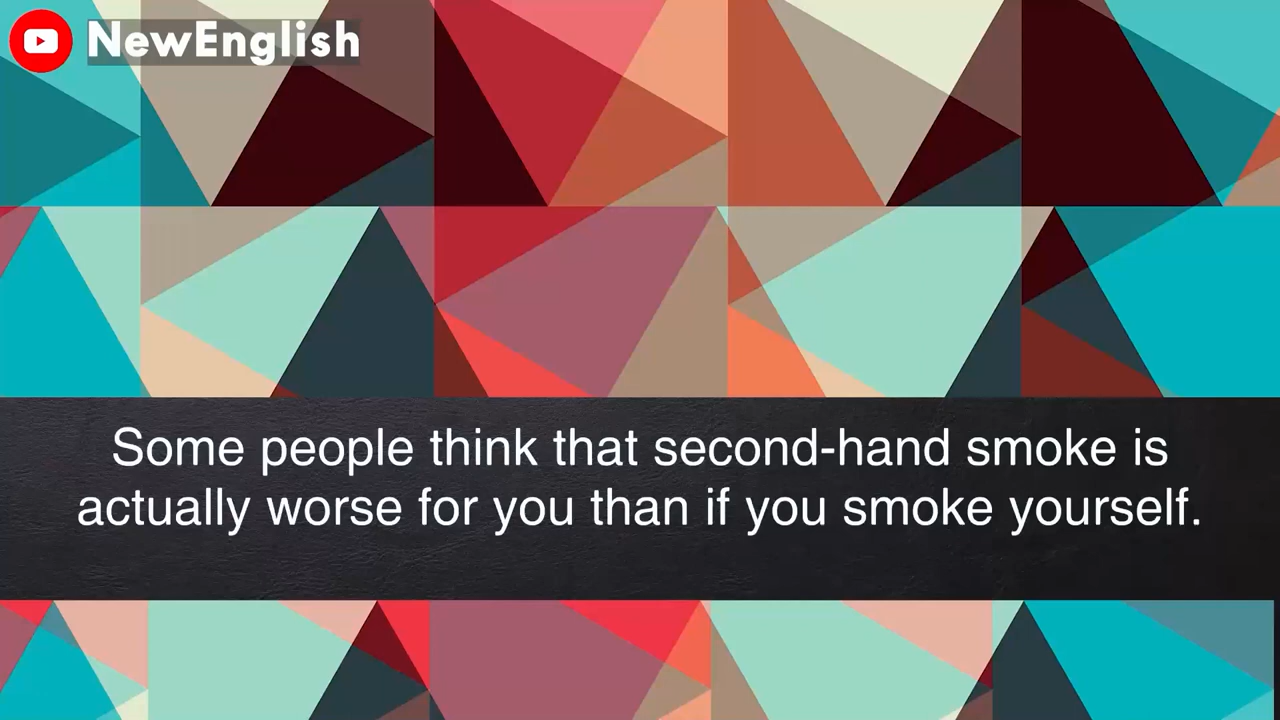 NewEnglish
Some people think that second-hand smoke is
actually worse for you than if you smoke yourself.